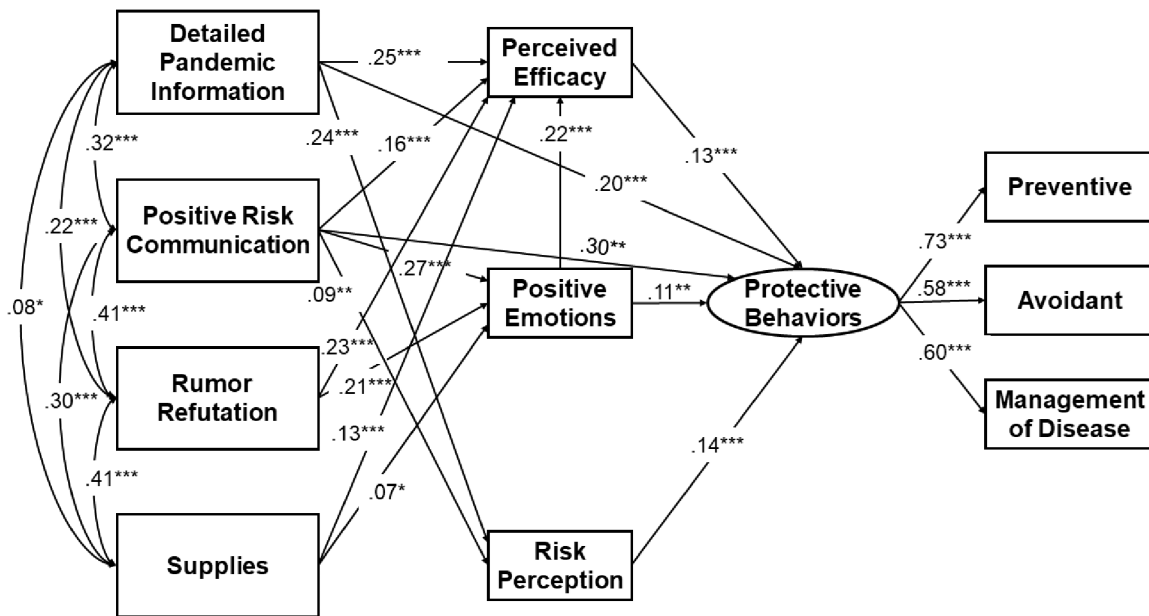 Detailed
Pandemic
Information
Positive Risk
Communication
Rumor
Refutation
Supplies
.32***
.22***
.08*
.41***
.30***
.41***
.25***
.24***
.16***
.22***
.20***
.13***
.30**
.27***
.09**
.11**
.23***
.21***
.13***
.07*
.14***
Perceived
Efficacy
Positive
Emotions
Risk
Perception
Protective
Behaviors
.73***
.58***
.60***
Preventive
Avoidant
Management
of Disease